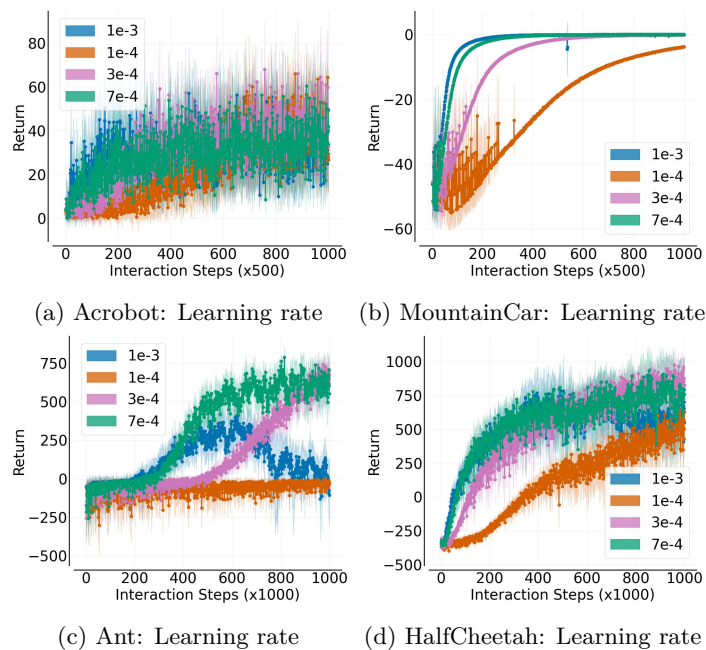 80
60
40
20
0
Return
1e-3
1e-4
3e-4
7e-4
0 200 400 600 800 1000
Interaction Steps (x500)
(a) Acrobot: Learning rate
0
−20
−40
−60
Return
1e-3
1e-4
3e-4
7e-4
0 200 400 600 800 1000
Interaction Steps (x500)
(b) MountainCar: Learning rate
750
500
250
0
−250
−500
Return
1e-3
1e-4
3e-4
7e-4
0 200 400 600 800 1000
Interaction Steps (x1000)
(c) Ant: Learning rate
1000
750
500
250
0
−250
−500
Return
1e-3
1e-4
3e-4
7e-4
0 200 400 600 800 1000
Interaction Steps (x1000)
(d) HalfCheetah: Learning rate